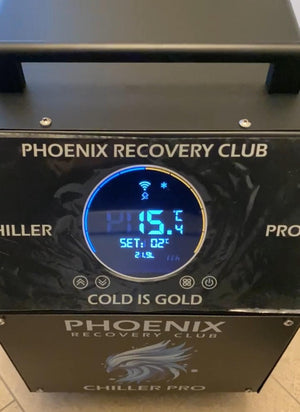 PHOENIX RECOVERY CLUB
15.4 °C
SET: 02°C
CHILLER
PRO
COLD IS GOLD
PHOENIX
RECOVERY CLUB
CHILLER PRO